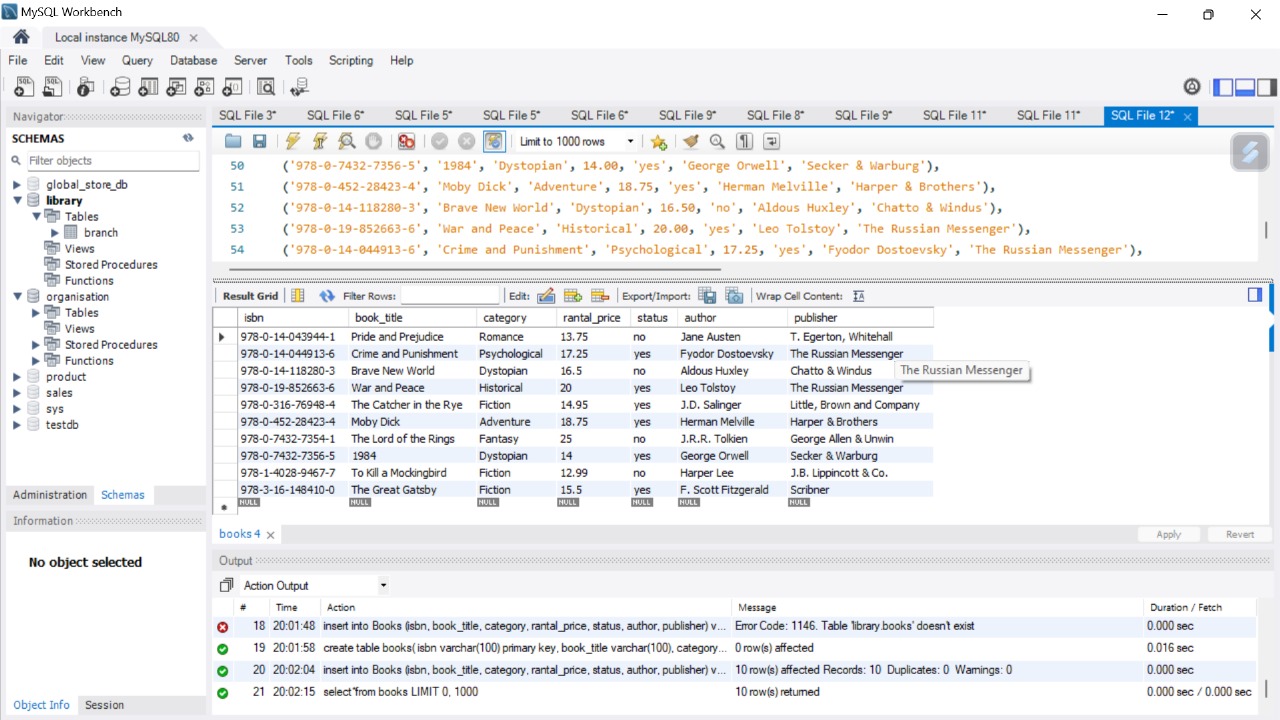 MySQL Workbench
Local instance MySQL80
File Edit View Query Database Server Tools Scripting Help
Navigator
SCHEMAS
Filter objects
global_store_db
library
Tables
branch
Views
Stored Procedures
Functions
organisation
Tables
Views
Stored Procedures
Functions
product
sales
sys
testdb
Administration Schemas
Information
No object selected
Object Info Session
SQL File 3* SQL File 6* SQL File 5* SQL File 5* SQL File 6* SQL File 9* SQL File 8* SQL File 9* SQL File 11* SQL File 11* SQL File 12*
Limit to 1000 rows
50 ('978-0-7432-7356-5', '1984', 'Dystopian', 14.00, 'yes', 'George Orwell', 'Secker & Warburg'),
51 ('978-0-452-28423-4', 'Moby Dick', 'Adventure', 18.75, 'yes', 'Herman Melville', 'Harper & Brothers'),
52 ('978-0-14-118280-3', 'Brave New World', 'Dystopian', 16.50, 'no', 'Aldous Huxley', 'Chatto & Windus'),
53 ('978-0-19-852663-6', 'War and Peace', 'Historical', 20.00, 'yes', 'Leo Tolstoy', 'The Russian Messenger'),
54 ('978-0-14-044913-6', 'Crime and Punishment', 'Psychological', 17.25, 'yes', 'Fyodor Dostoevsky', 'The Russian Messenger'),
Result Grid Filter Rows: Edit: Export/Import: Wrap Cell Content:
isbn book_title category rantal_price status author publisher
978-0-14-043944-1 Pride and Prejudice Romance 13.75 no Jane Austen T. Egerton, Whitehall
978-0-14-044913-6 Crime and Punishment Psychological 17.25 yes Fyodor Dostoevsky The Russian Messenger
978-0-14-118280-3 Brave New World Dystopian 16.5 no Aldous Huxley Chatto & Windus
The Russian Messenger
978-0-19-852663-6 War and Peace Historical 20 yes Leo Tolstoy The Russian Messenger
978-0-316-76948-4 The Catcher in the Rye Fiction 14.95 yes J.D. Salinger Little, Brown and Company
978-0-452-28423-4 Moby Dick Adventure 18.75 yes Herman Melville Harper & Brothers
978-0-7432-7354-1 The Lord of the Rings Fantasy 25 no J.R.R. Tolkien George Allen & Unwin
978-0-7432-7356-5 1984 Dystopian 14 yes George Orwell Secker & Warburg
978-1-4028-9467-7 To Kill a Mockingbird Fiction 12.99 no Harper Lee J.B. Lippincott & Co.
978-3-16-148410-0 The Great Gatsby Fiction 15.5 yes F. Scott Fitzgerald Scribner
NULL NULL NULL NULL NULL NULL NULL
books 4 Apply Revert
Output
Action Output
# Time Action Message Duration / Fetch
18 20:01:48 insert into Books (isbn, book_title, category, rantal_price, status, author, publisher) v... Error Code: 1146. Table 'library.books' doesn't exist 0.000 sec
19 20:01:58 create table books( isbn varchar(100) primary key, book_title varchar(100), category... 0 row(s) affected 0.016 sec
20 20:02:04 insert into Books (isbn, book_title, category, rantal_price, status, author, publisher) v... 10 row(s) affected Records: 10 Duplicates: 0 Warnings: 0 0.000 sec
21 20:02:15 select*from books LIMIT 0, 1000 10 row(s) returned 0.000 sec / 0.000 sec